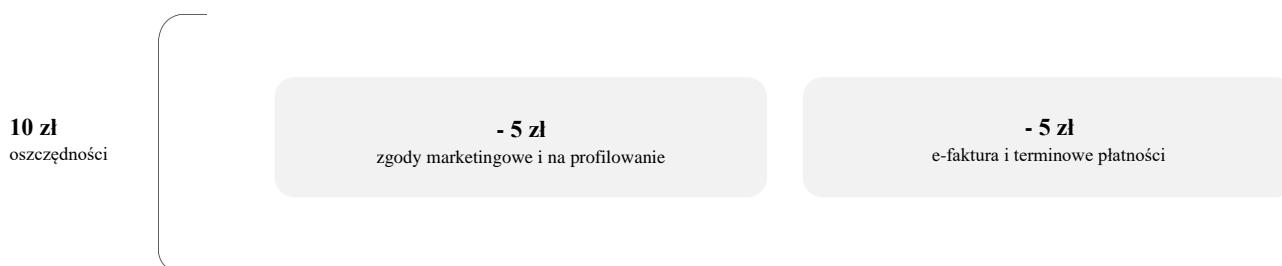 10 zł
oszczędności
- 5 zł
zgody marketingowe i na profilowanie
- 5 zł
e-faktura i terminowe płatności